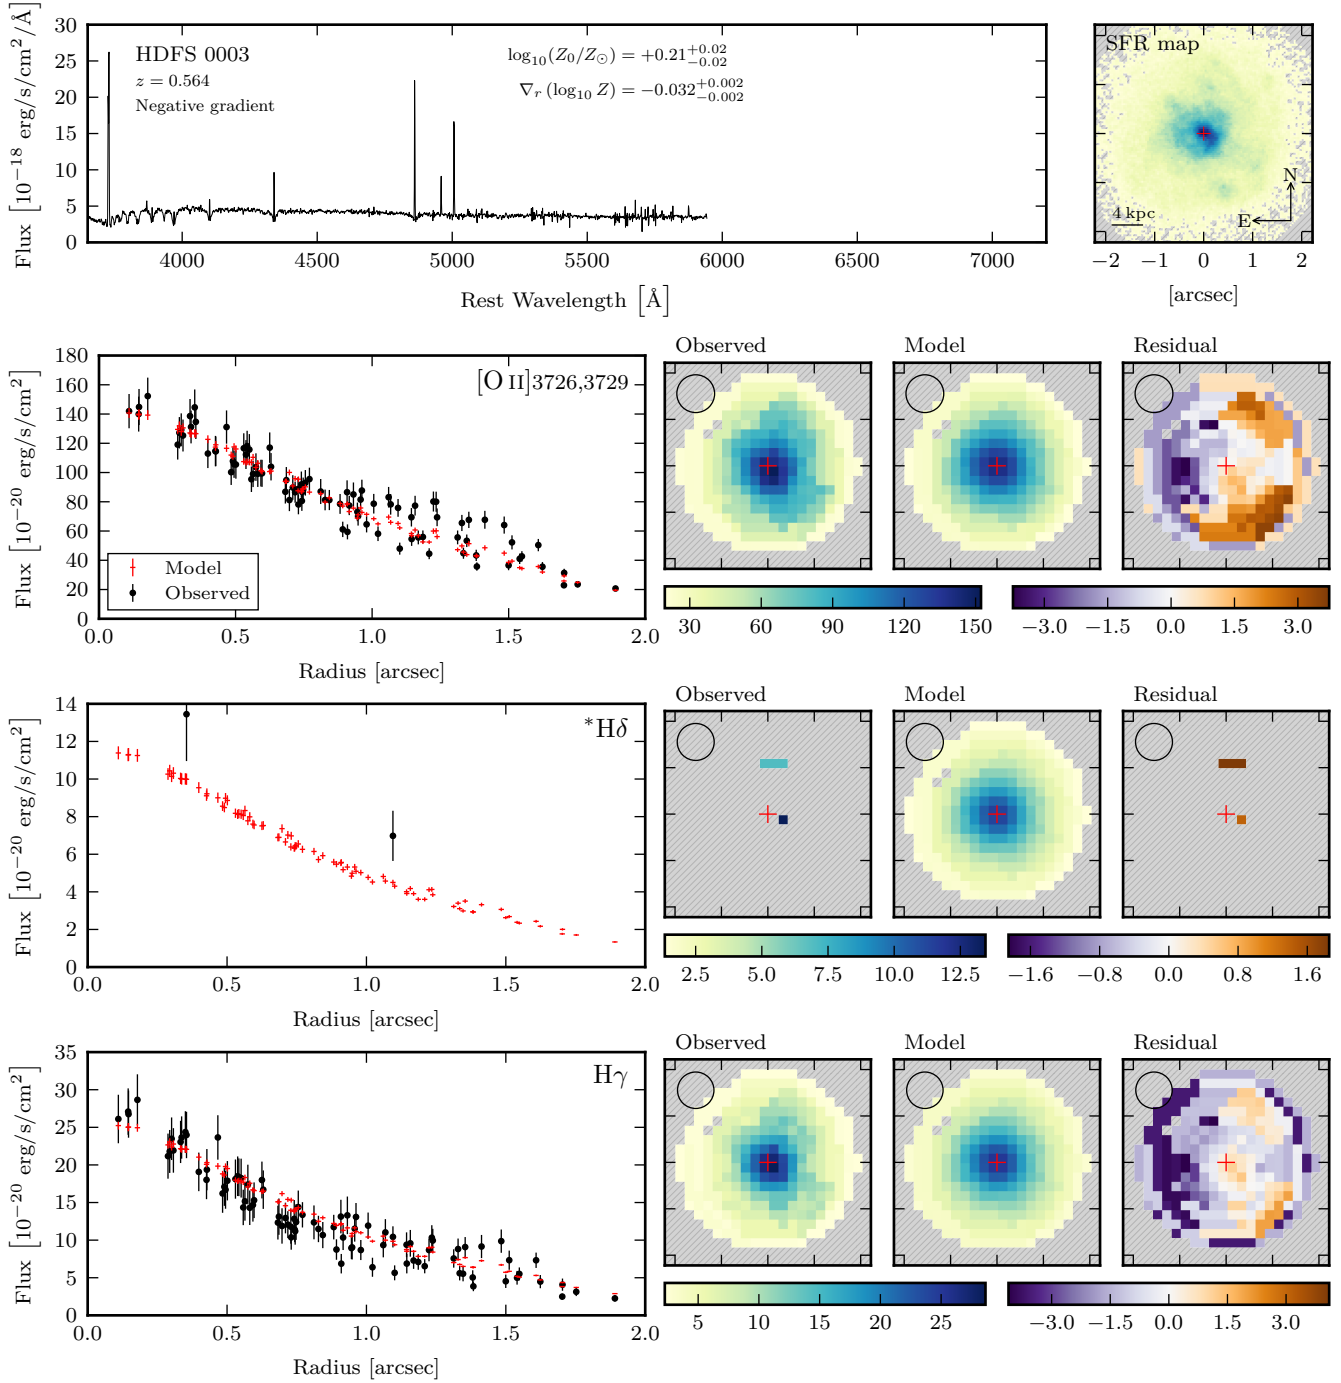 HDFS 0003
z = 0.564
Negative gradient
log₁₀(Z₀/Z⊙) = +0.21 +0.02 −0.02
∇ᵣ (log₁₀ Z) = −0.032 +0.002 −0.002
Flux [10⁻¹⁸ erg/s/cm²/Å]
30
25
20
15
10
5
0
4000 4500 5000 5500 6000 6500 7000
Rest Wavelength [Å]
SFR map
N
E
4 kpc
−2 −1 0 1 2
[arcsec]
[O II]3726,3729
Flux [10⁻²⁰ erg/s/cm²]
180
160
140
120
100
80
60
40
20
0
Model
Observed
0.0 0.5 1.0 1.5 2.0
Radius [arcsec]
Observed Model Residual
30 60 90 120 150
−3.0 −1.5 0.0 1.5 3.0
*Hδ
Flux [10⁻²⁰ erg/s/cm²]
14
12
10
8
6
4
2
0
0.0 0.5 1.0 1.5 2.0
Radius [arcsec]
Observed Model Residual
2.5 5.0 7.5 10.0 12.5
−1.6 −0.8 0.0 0.8 1.6
Hγ
Flux [10⁻²⁰ erg/s/cm²]
35
30
25
20
15
10
5
0
0.0 0.5 1.0 1.5 2.0
Radius [arcsec]
Observed Model Residual
5 10 15 20 25
−3.0 −1.5 0.0 1.5 3.0